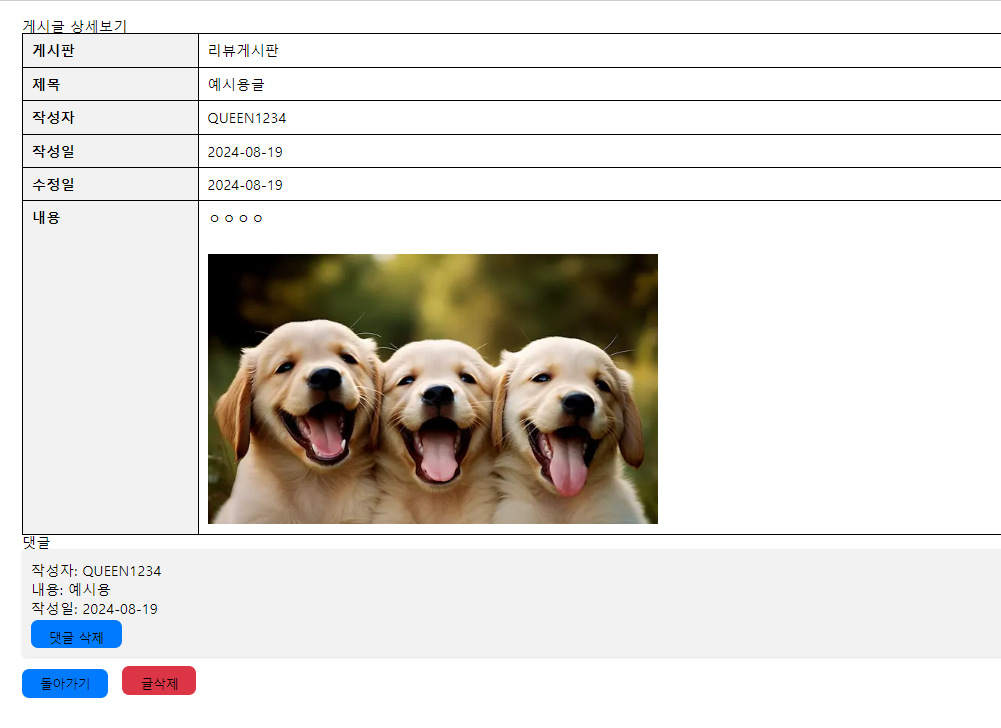 게시글 상세보기
게시판 리뷰게시판
제목 예시용글
작성자 QUEEN1234
작성일 2024-08-19
수정일 2024-08-19
내용 ㅇㅇㅇㅇ
댓글
작성자: QUEEN1234
내용: 예시용
작성일: 2024-08-19
댓글 삭제
돌아가기 글삭제